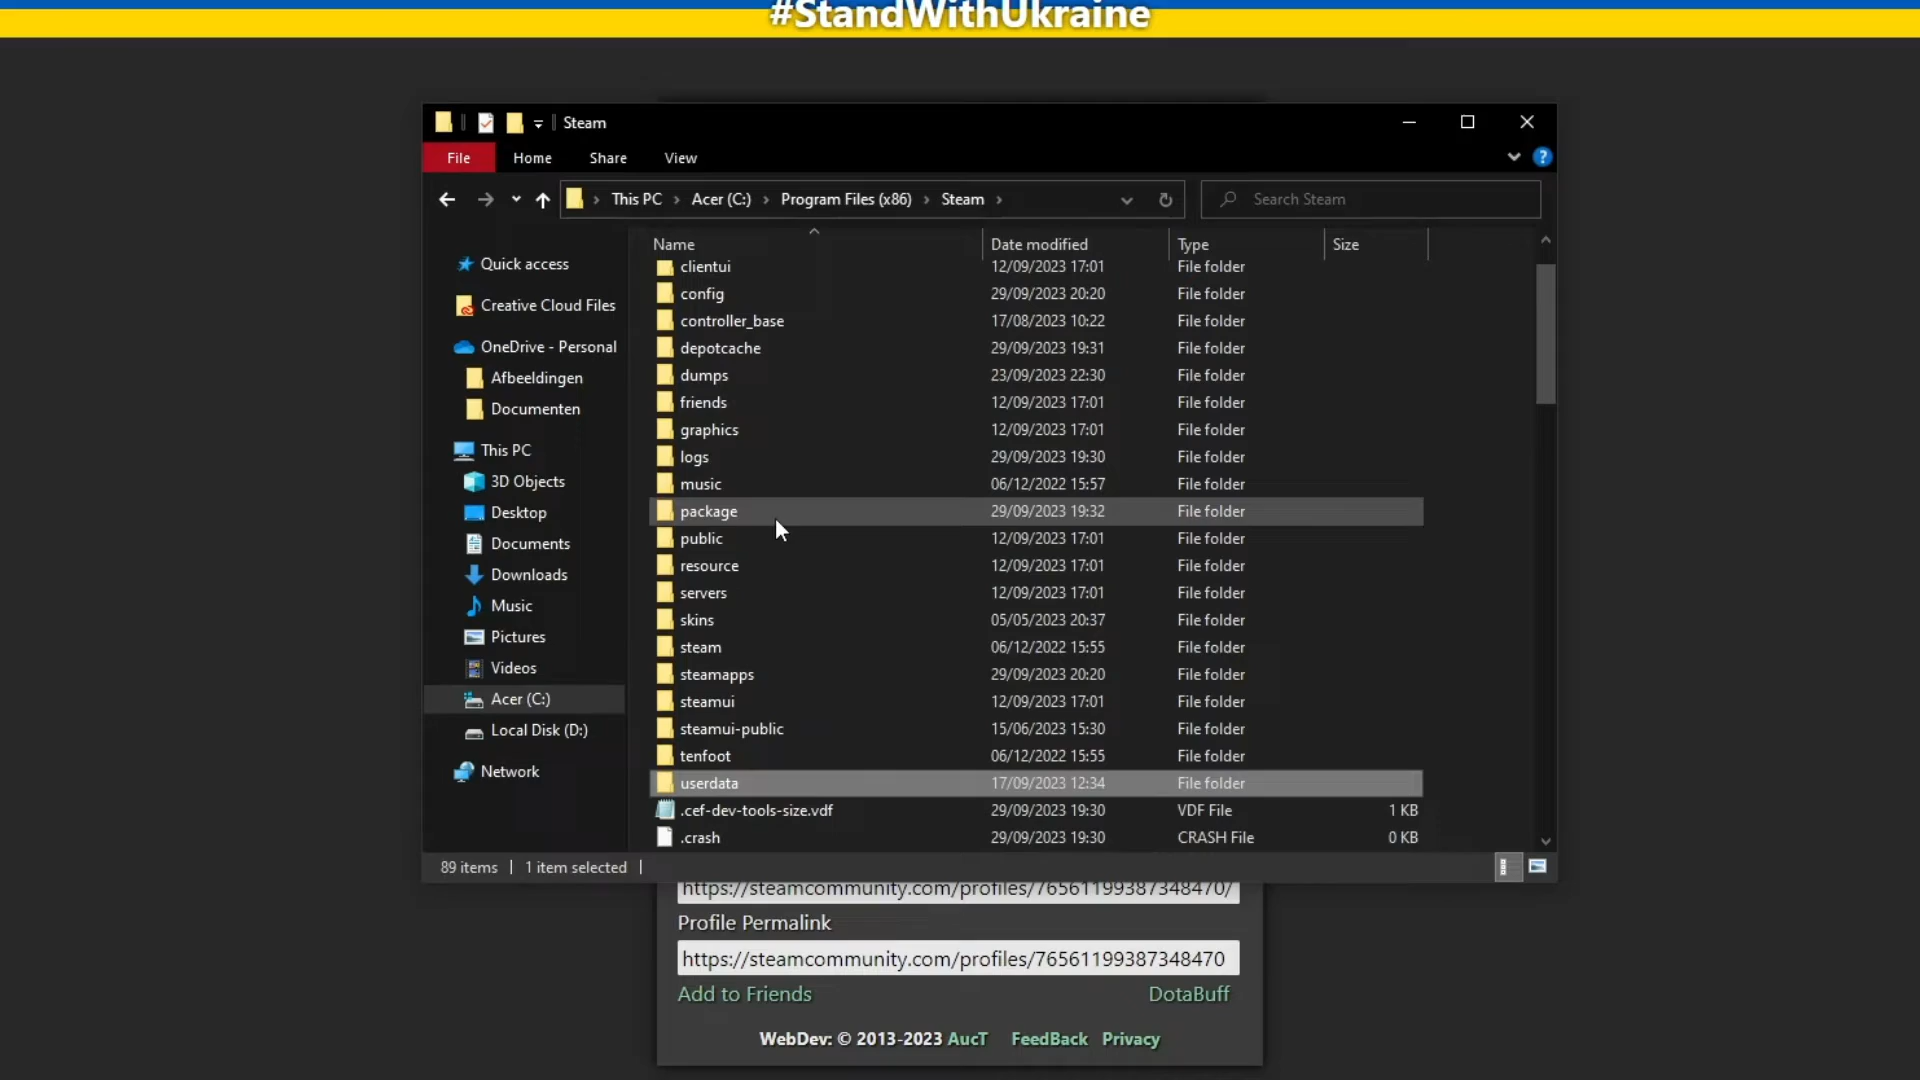 #StandWithUkraine
Steam
File Home Share View
This PC Acer (C:) Program Files (x86) Steam
Search Steam
Quick access
Creative Cloud Files
OneDrive - Personal
Afbeeldingen
Documenten
This PC
3D Objects
Desktop
Documents
Downloads
Music
Pictures
Videos
Acer (C:)
Local Disk (D:)
Network
Name Date modified Type Size
clientui 12/09/2023 17:01 File folder
config 29/09/2023 20:20 File folder
controller_base 17/08/2023 10:22 File folder
depotcache 29/09/2023 19:31 File folder
dumps 23/09/2023 22:30 File folder
friends 12/09/2023 17:01 File folder
graphics 12/09/2023 17:01 File folder
logs 29/09/2023 19:30 File folder
music 06/12/2022 15:57 File folder
package 29/09/2023 19:32 File folder
public 12/09/2023 17:01 File folder
resource 12/09/2023 17:01 File folder
servers 12/09/2023 17:01 File folder
skins 05/05/2023 20:37 File folder
steam 06/12/2022 15:55 File folder
steamapps 29/09/2023 20:20 File folder
steamui 12/09/2023 17:01 File folder
steamui-public 15/06/2023 15:30 File folder
tenfoot 06/12/2022 15:55 File folder
userdata 17/09/2023 12:34 File folder
.cef-dev-tools-size.vdf 29/09/2023 19:30 VDF File 1 KB
.crash 29/09/2023 19:30 CRASH File 0 KB
89 items 1 item selected
https://steamcommunity.com/profiles/76561199387348470/
Profile Permalink
https://steamcommunity.com/profiles/76561199387348470
Add to Friends DotaBuff
WebDev: © 2013-2023 AucT FeedBack Privacy